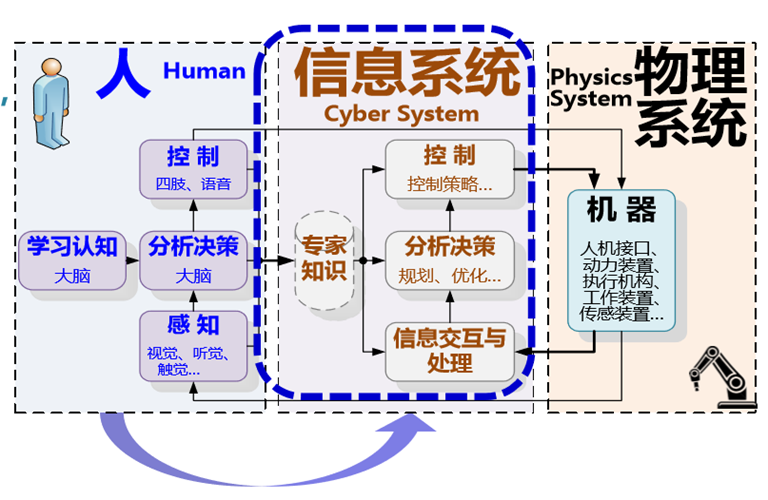 人 Human
控 制
四肢、语音
学习认知
大脑
分析决策
大脑
感 知
视觉、听觉、
触觉...
信息系统
Cyber System
专家
知识
控 制
控制策略...
分析决策
规划、优化...
信息交互与
处理
Physics
System
物理
系统
机 器
人机接口、
动力装置、
执行机构、
工作装置、
传感装置...